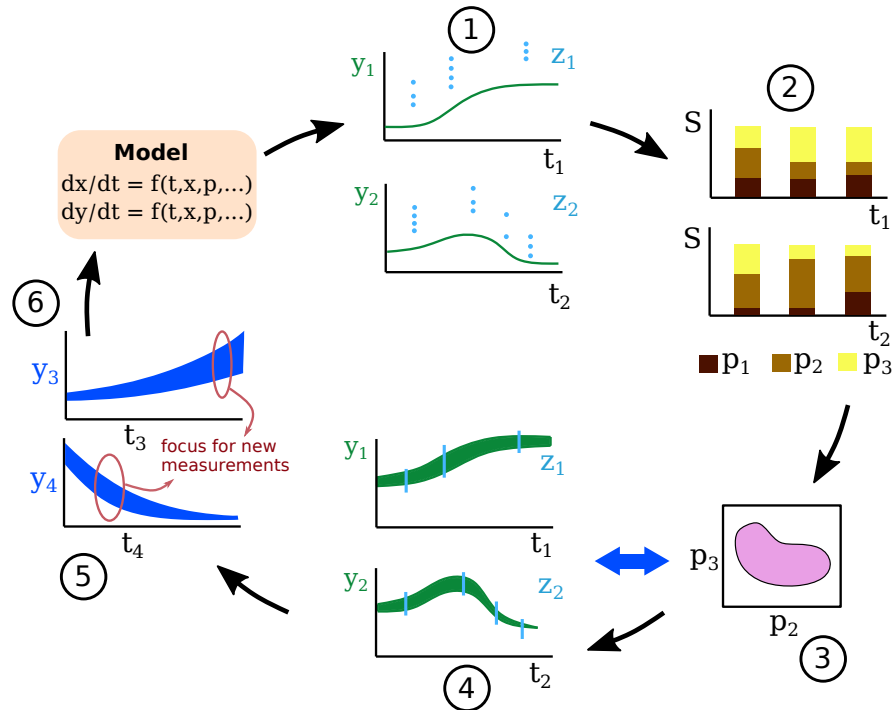 1
y₁
z₁
t₁
y₂
z₂
t₂
2
S
t₁
S
t₂
p₁ p₂ p₃
Model
dx/dt = f(t,x,p,...)
dy/dt = f(t,x,p,...)
6
y₃
t₃
focus for new
measurements
y₄
t₄
5
y₁
z₁
t₁
y₂
z₂
t₂
4
p₃
p₂
3